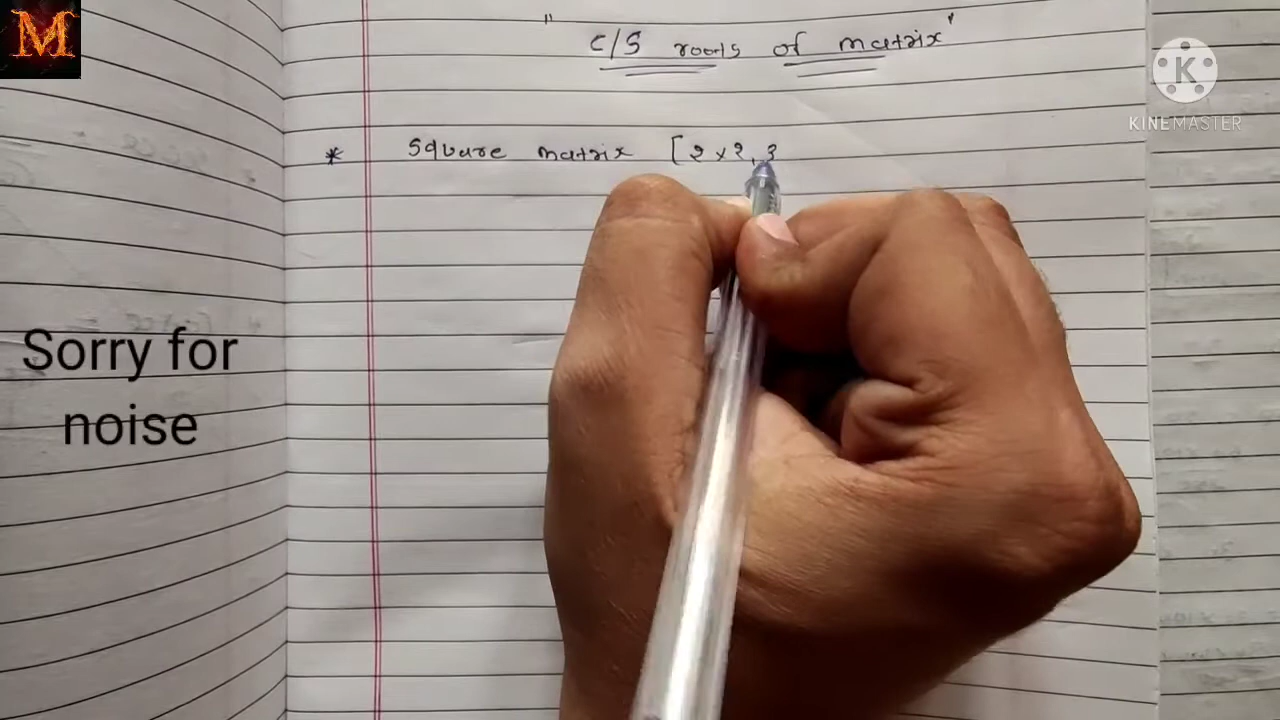 M
" C/S roots of matrix "
KINEMASTER
* Square matrix [2×2, 3
Sorry for
noise